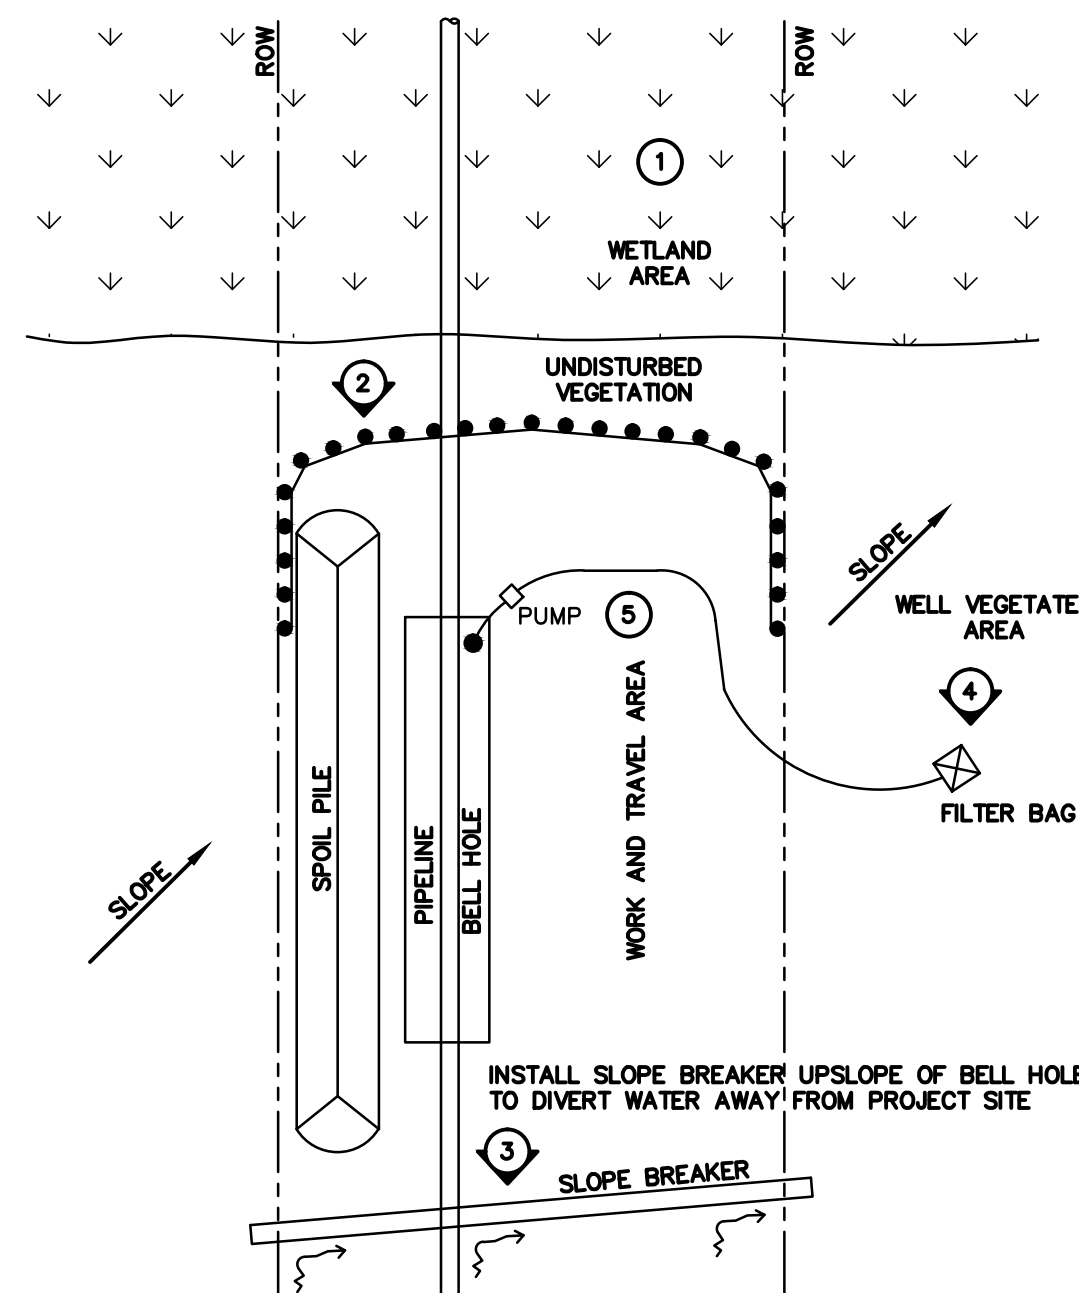 ROW
ROW
1
WETLAND
AREA
2
UNDISTURBED
VEGETATION
SLOPE
WELL VEGETATE
AREA
PUMP
5
4
FILTER BAG
SPOIL PILE
PIPELINE
BELL HOLE
WORK AND TRAVEL AREA
SLOPE
INSTALL SLOPE BREAKER UPSLOPE OF BELL HOLE
TO DIVERT WATER AWAY FROM PROJECT SITE
3
SLOPE BREAKER